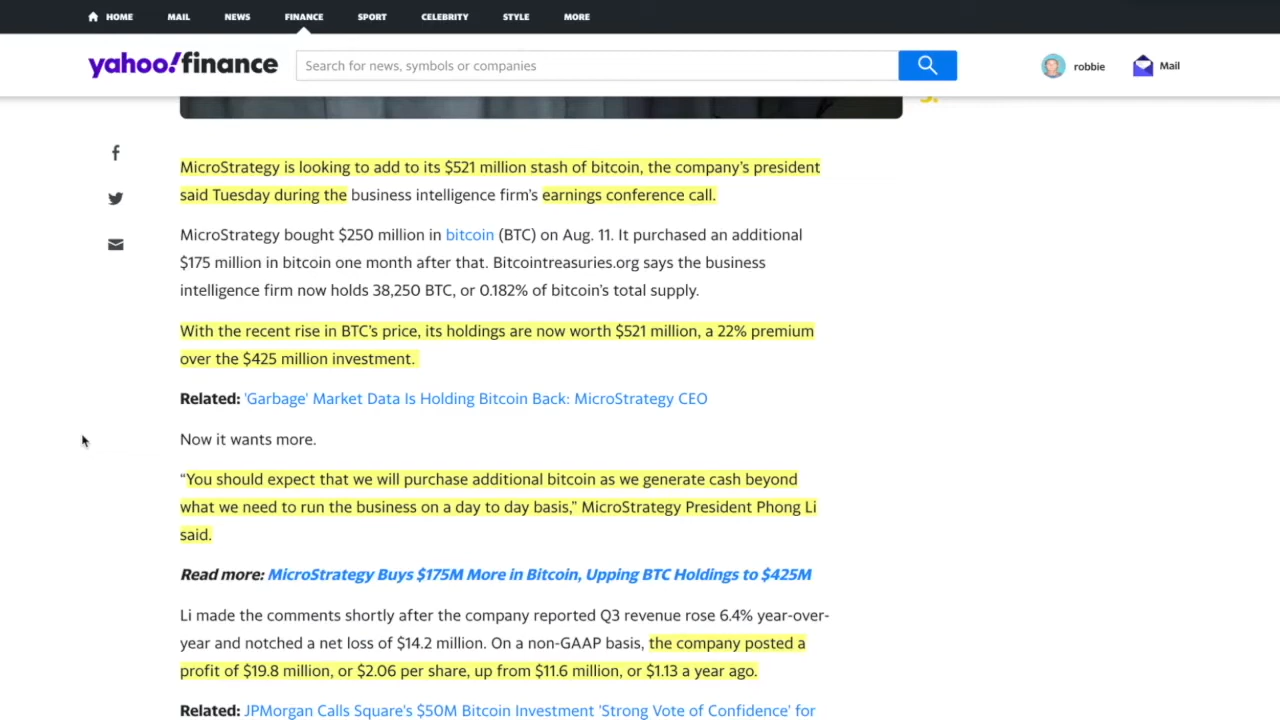 HOME MAIL NEWS FINANCE SPORT CELEBRITY STYLE MORE
yahoo!finance Search for news, symbols or companies robbie Mail
MicroStrategy is looking to add to its $521 million stash of bitcoin, the company's president
said Tuesday during the business intelligence firm's earnings conference call.
MicroStrategy bought $250 million in bitcoin (BTC) on Aug. 11. It purchased an additional
$175 million in bitcoin one month after that. Bitcointreasuries.org says the business
intelligence firm now holds 38,250 BTC, or 0.182% of bitcoin's total supply.
With the recent rise in BTC's price, its holdings are now worth $521 million, a 22% premium
over the $425 million investment.
Related: 'Garbage' Market Data Is Holding Bitcoin Back: MicroStrategy CEO
Now it wants more.
“You should expect that we will purchase additional bitcoin as we generate cash beyond
what we need to run the business on a day to day basis,” MicroStrategy President Phong Li
said.
Read more: MicroStrategy Buys $175M More in Bitcoin, Upping BTC Holdings to $425M
Li made the comments shortly after the company reported Q3 revenue rose 6.4% year-over-
year and notched a net loss of $14.2 million. On a non-GAAP basis, the company posted a
profit of $19.8 million, or $2.06 per share, up from $11.6 million, or $1.13 a year ago.
Related: JPMorgan Calls Square's $50M Bitcoin Investment 'Strong Vote of Confidence' for